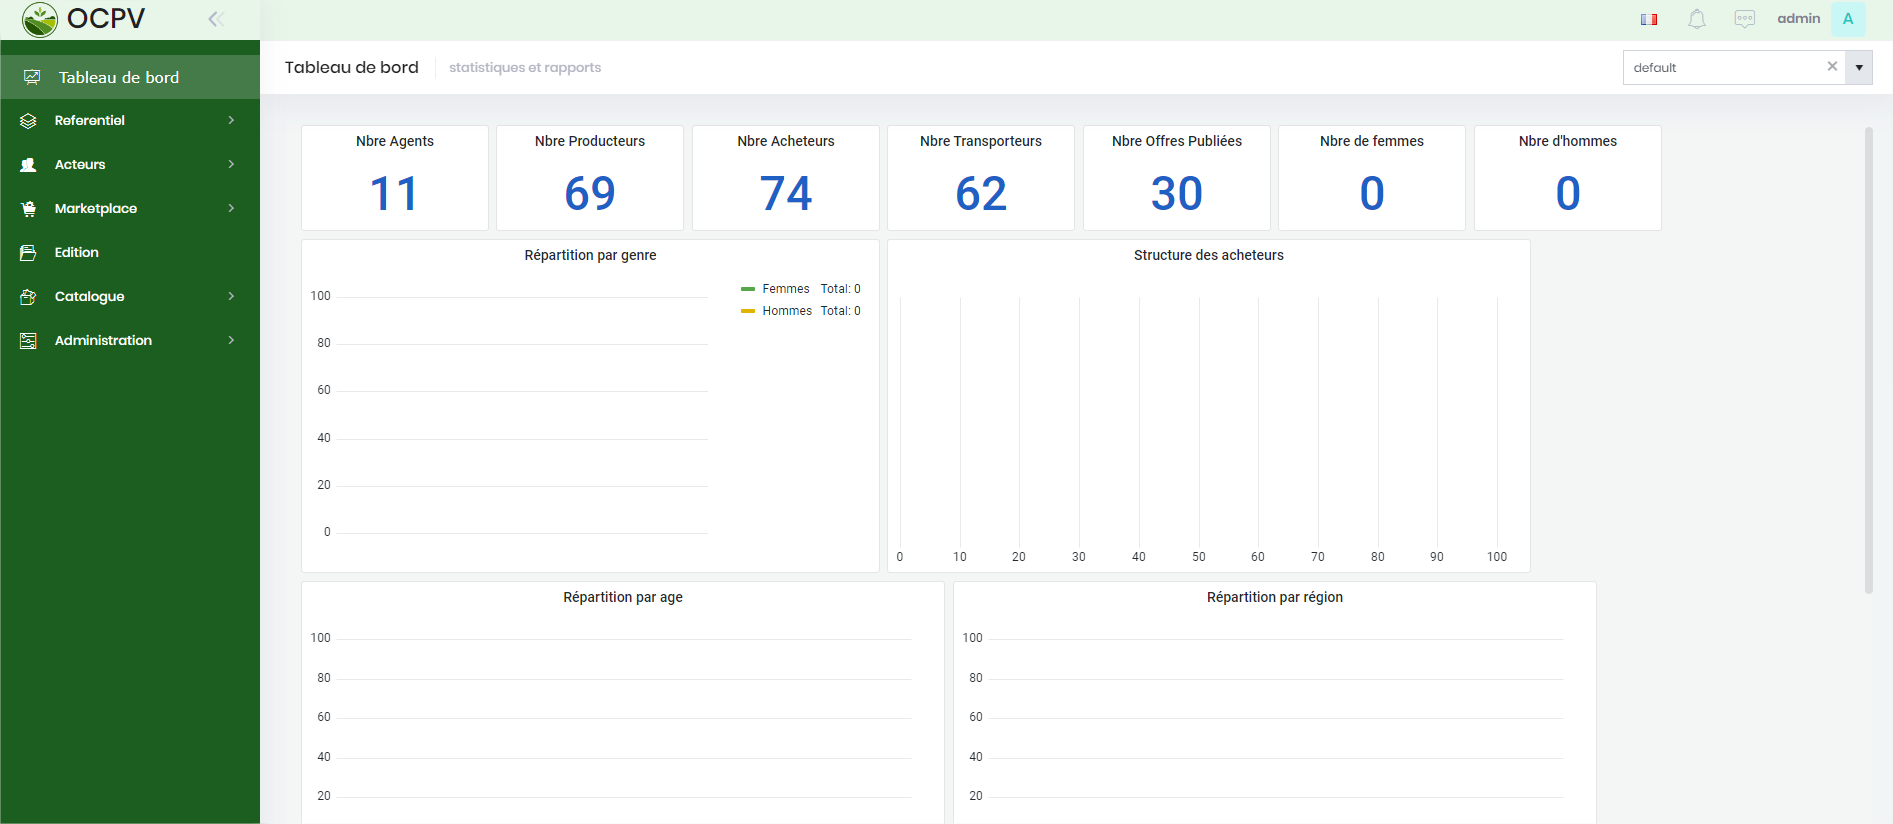 OCPV
admin
A
Tableau de bord
Referentiel
Acteurs
Marketplace
Edition
Catalogue
Administration
Tableau de bord
statistiques et rapports
default
Nbre Agents
11
Nbre Producteurs
69
Nbre Acheteurs
74
Nbre Transporteurs
62
Nbre Offres Publiées
30
Nbre de femmes
0
Nbre d'hommes
0
Répartition par genre
100
80
60
40
20
0
Femmes Total: 0
Hommes Total: 0
Structure des acheteurs
0 10 20 30 40 50 60 70 80 90 100
Répartition par age
100
80
60
40
20
Répartition par région
100
80
60
40
20